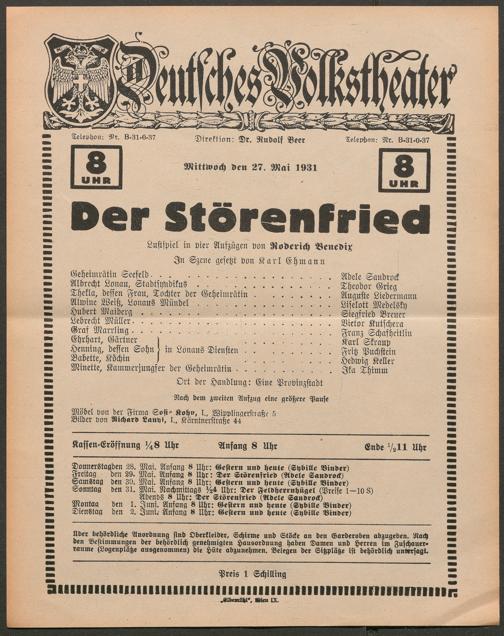 Deutsches Volkstheater
Telephon: Nr. B-31-0-37
Direktion: Dr. Rudolf Beer
Telephon: Nr. B-31-0-37
8 UHR
Mittwoch den 27. Mai 1931
8 UHR
Der Störenfried
Lustspiel in vier Aufzügen von Roderich Benedix
In Szene gesetzt von Karl Ehmann
Geheimrätin Seefeld . . . Adele Sandrock
Albrecht Lonau, Stadtsyndikus . . . Theodor Grieg
Thekla, dessen Frau, Tochter der Geheimrätin . . . Auguste Liedermann
Alwine Weiß, Lonaus Mündel . . . Liselott Medelsky
Hubert Maiberg . . . Siegfried Breuer
Lebrecht Müller . . . Victor Kutschera
Graf Marrling . . . Franz Schafheitlin
Ehrhart, Gärtner . . . Karl Skraup
Henning, dessen Sohn } in Lonaus Diensten . . . Fritz Puchstein
Babette, Köchin . . . Hedwig Keller
Minette, Kammerjungfer der Geheimrätin . . . Ika Thimm
Ort der Handlung: Eine Provinzstadt
Nach dem zweiten Aufzug eine größere Pause
Möbel von der Firma Kohn, I., Wipplingerstraße 5
Bilder von Richard I., Kärntnerstraße 44
Kassen-Eröffnung ¼8 Uhr
Anfang 8 Uhr
Ende ½11 Uhr
Donnerstag den 28. Mai. Anfang 8 Uhr: Gestern und heute (Sybille Binder)
Freitag den 29. Mai. Anfang 8 Uhr: Der Störenfried (Adele Sandrock)
Samstag den 30. Mai. Anfang 8 Uhr: Gestern und heute (Sybille Binder)
Sonntag den 31. Mai. Nachmittags ½4 Uhr: Der Feldherrnhügel (Preise 1—10 S)
Abends 8 Uhr: Der Störenfried (Adele Sandrock)
Montag den 1. Juni. Anfang 8 Uhr: Gestern und heute (Sybille Binder)
Dienstag den 2. Juni. Anfang 8 Uhr: Gestern und heute (Sybille Binder)
Über behördliche Anordnung sind Oberkleider, Schirme und Stöcke an den Garderoben abzugeben. Nach
den Bestimmungen der behördlich genehmigten Hausordnung haben Damen und Herren im Zuschauer-
raume (Logenplätze ausgenommen) die Hüte abzunehmen. Belegen der Sitzplätze ist behördlich untersagt.
Preis 1 Schilling
„Elbemühl“, Wien IX.